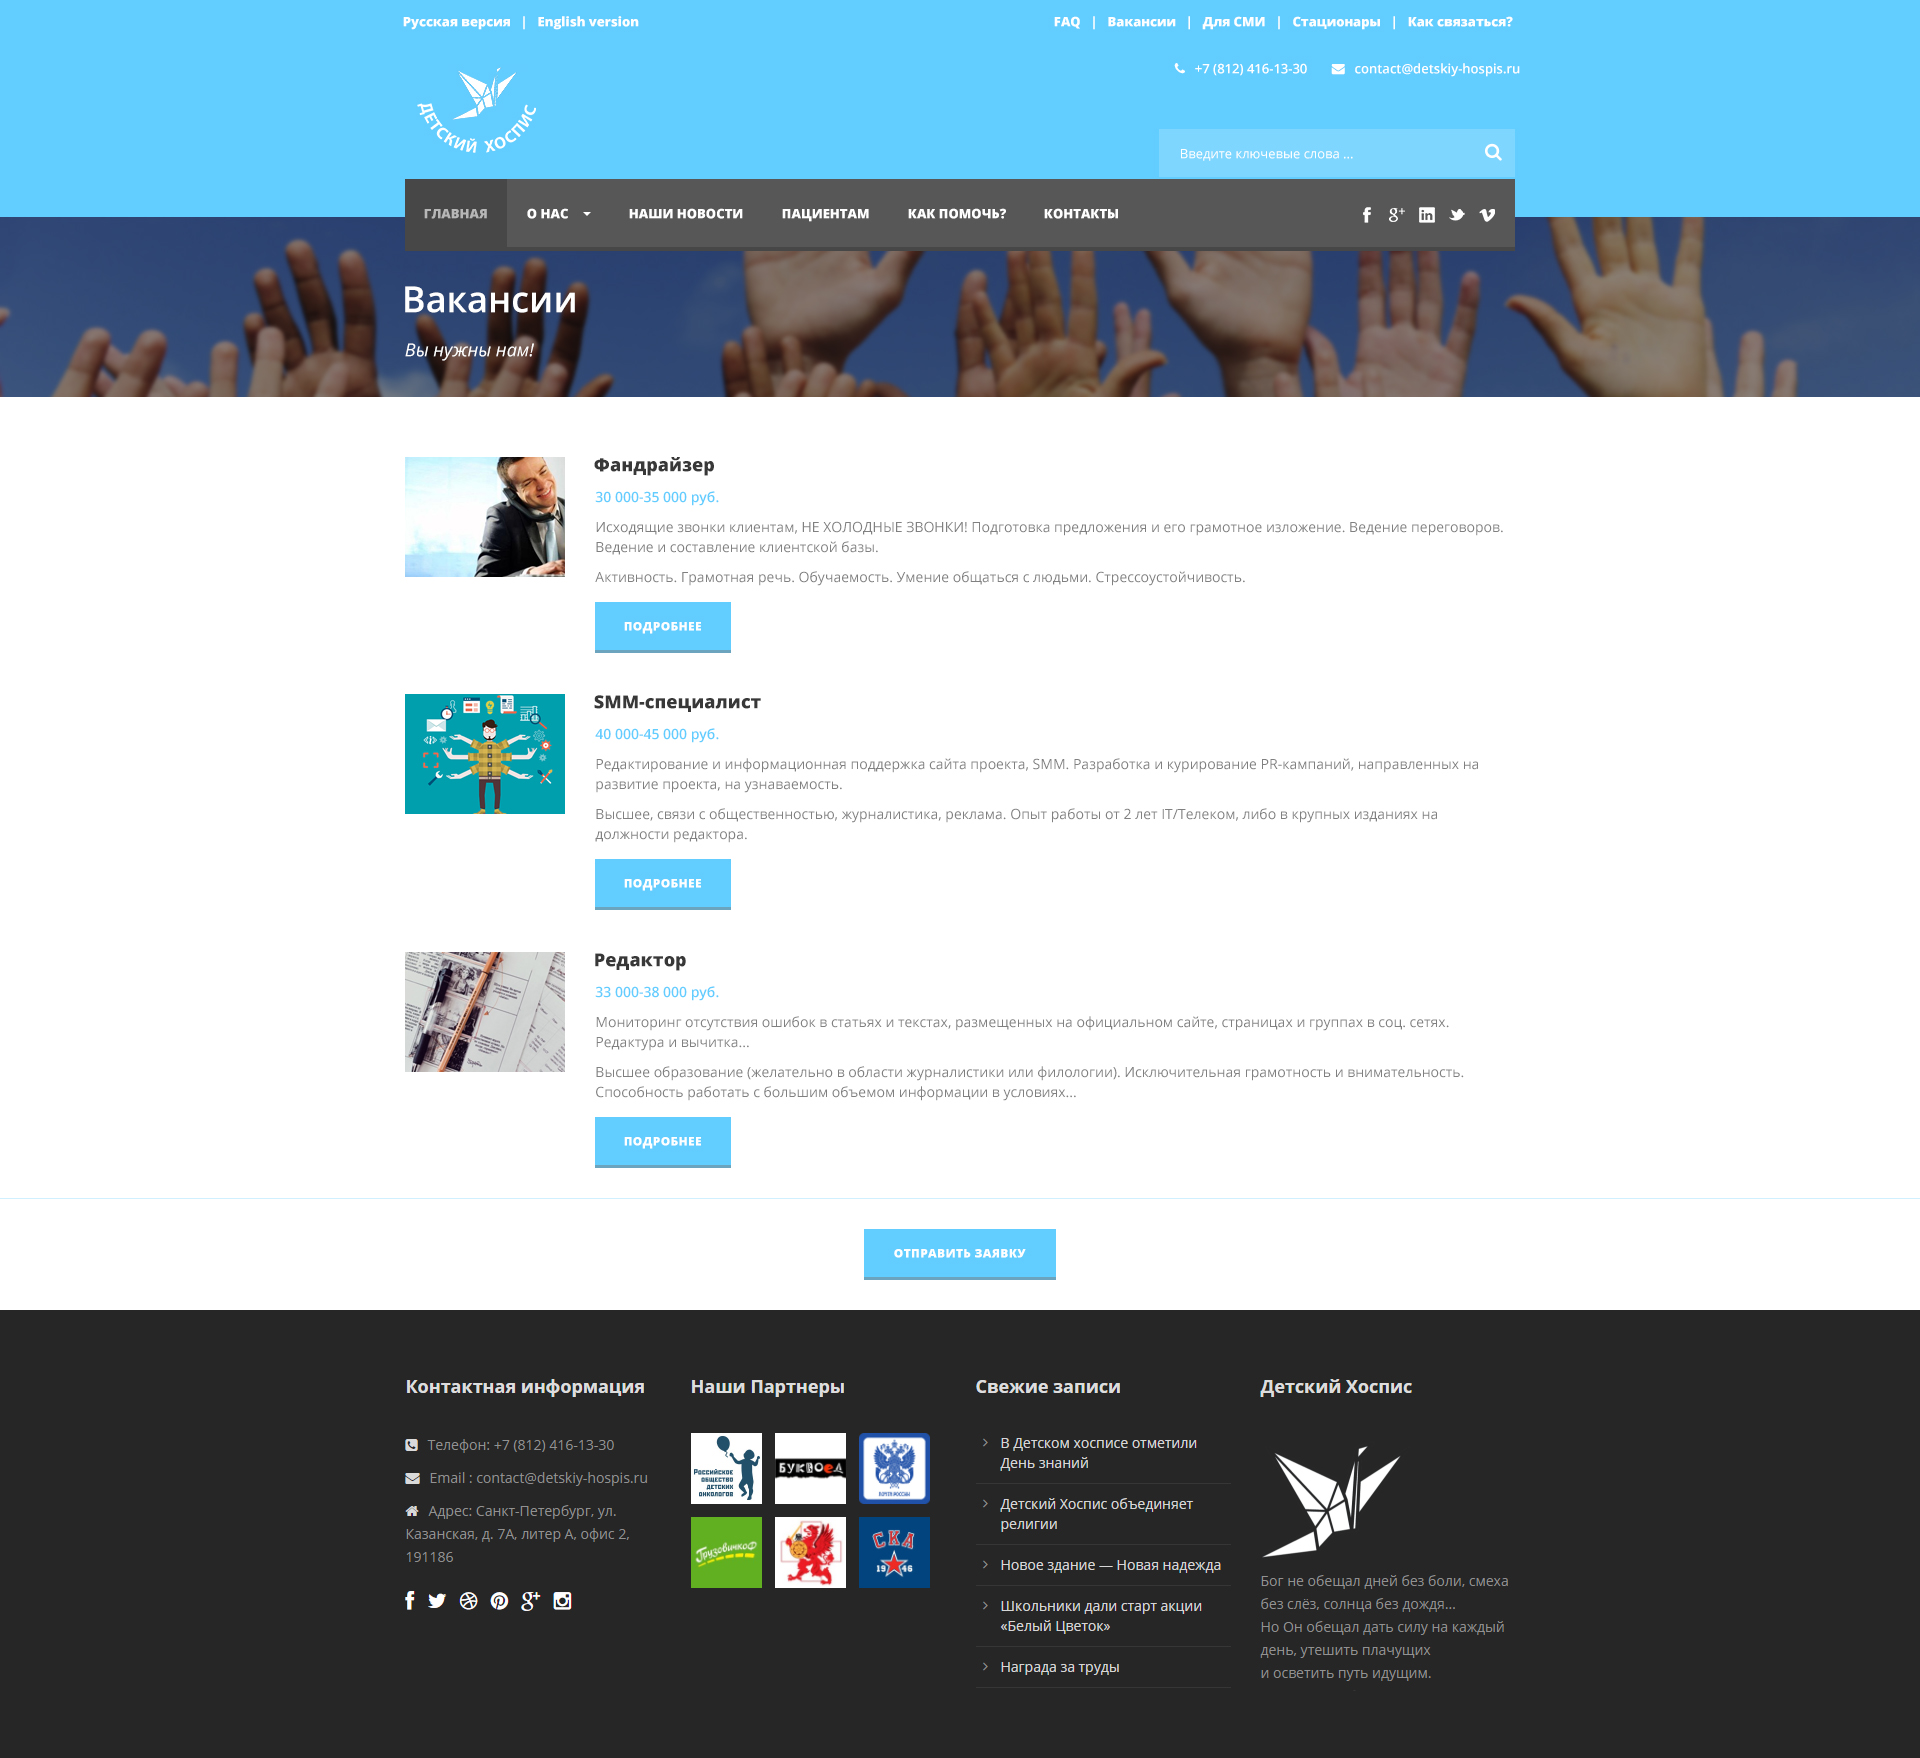 Русская версия | English version
FAQ | Вакансии | Для СМИ | Стационары | Как связаться?
+7 (812) 416-13-30 contact@detskiy-hospis.ru
ДЕТСКИЙ ХОСПИС
Введите ключевые слова ...
ГЛАВНАЯ О НАС НАШИ НОВОСТИ ПАЦИЕНТАМ КАК ПОМОЧЬ? КОНТАКТЫ
Вакансии
Вы нужны нам!
Фандрайзер
30 000-35 000 руб.
Исходящие звонки клиентам, НЕ ХОЛОДНЫЕ ЗВОНКИ! Подготовка предложения и его грамотное изложение. Ведение переговоров.
Ведение и составление клиентской базы.
Активность. Грамотная речь. Обучаемость. Умение общаться с людьми. Стрессоустойчивость.
ПОДРОБНЕЕ
SMM-специалист
40 000-45 000 руб.
Редактирование и информационная поддержка сайта проекта, SMM. Разработка и курирование PR-кампаний, направленных на
развитие проекта, на узнаваемость.
Высшее, связи с общественностью, журналистика, реклама. Опыт работы от 2 лет IT/Телеком, либо в крупных изданиях на
должности редактора.
ПОДРОБНЕЕ
Редактор
33 000-38 000 руб.
Мониторинг отсутствия ошибок в статьях и текстах, размещенных на официальном сайте, страницах и группах в соц. сетях.
Редактура и вычитка...
Высшее образование (желательно в области журналистики или филологии). Исключительная грамотность и внимательность.
Способность работать с большим объемом информации в условиях...
ПОДРОБНЕЕ
ОТПРАВИТЬ ЗАЯВКУ
Контактная информация
Телефон: +7 (812) 416-13-30
Email : contact@detskiy-hospis.ru
Адрес: Санкт-Петербург, ул.
Казанская, д. 7А, литер А, офис 2,
191186
Наши Партнеры
Российское
общество
детских
онкологов
БУКВОЕД
ПОЧТА РОССИИ
ГрузовичкоФ
СКА
1946
Свежие записи
В Детском хосписе отметили
День знаний
Детский Хоспис объединяет
религии
Новое здание — Новая надежда
Школьники дали старт акции
«Белый Цветок»
Награда за труды
Детский Хоспис
Бог не обещал дней без боли, смеха
без слёз, солнца без дождя...
Но Он обещал дать силу на каждый
день, утешить плачущих
и осветить путь идущим.